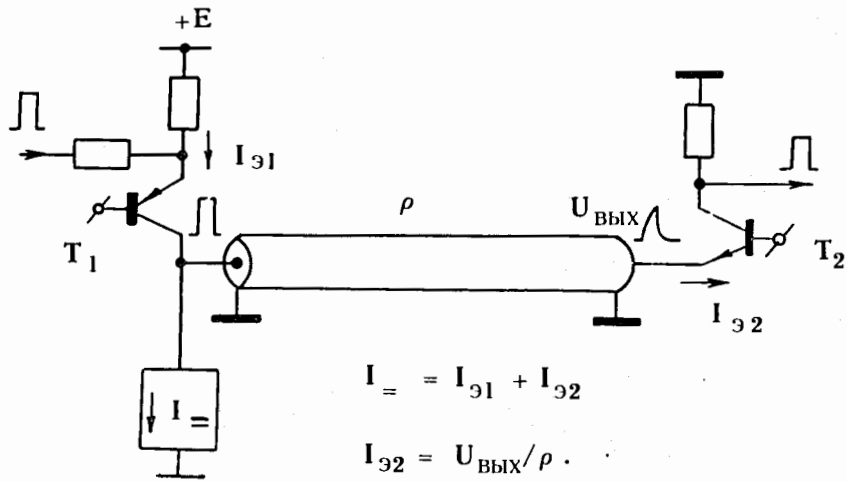 +E
I э1
T 1
ρ
U вых
T 2
I э2
I =
I = = I э1 + I э2
I э2 = U вых / ρ .